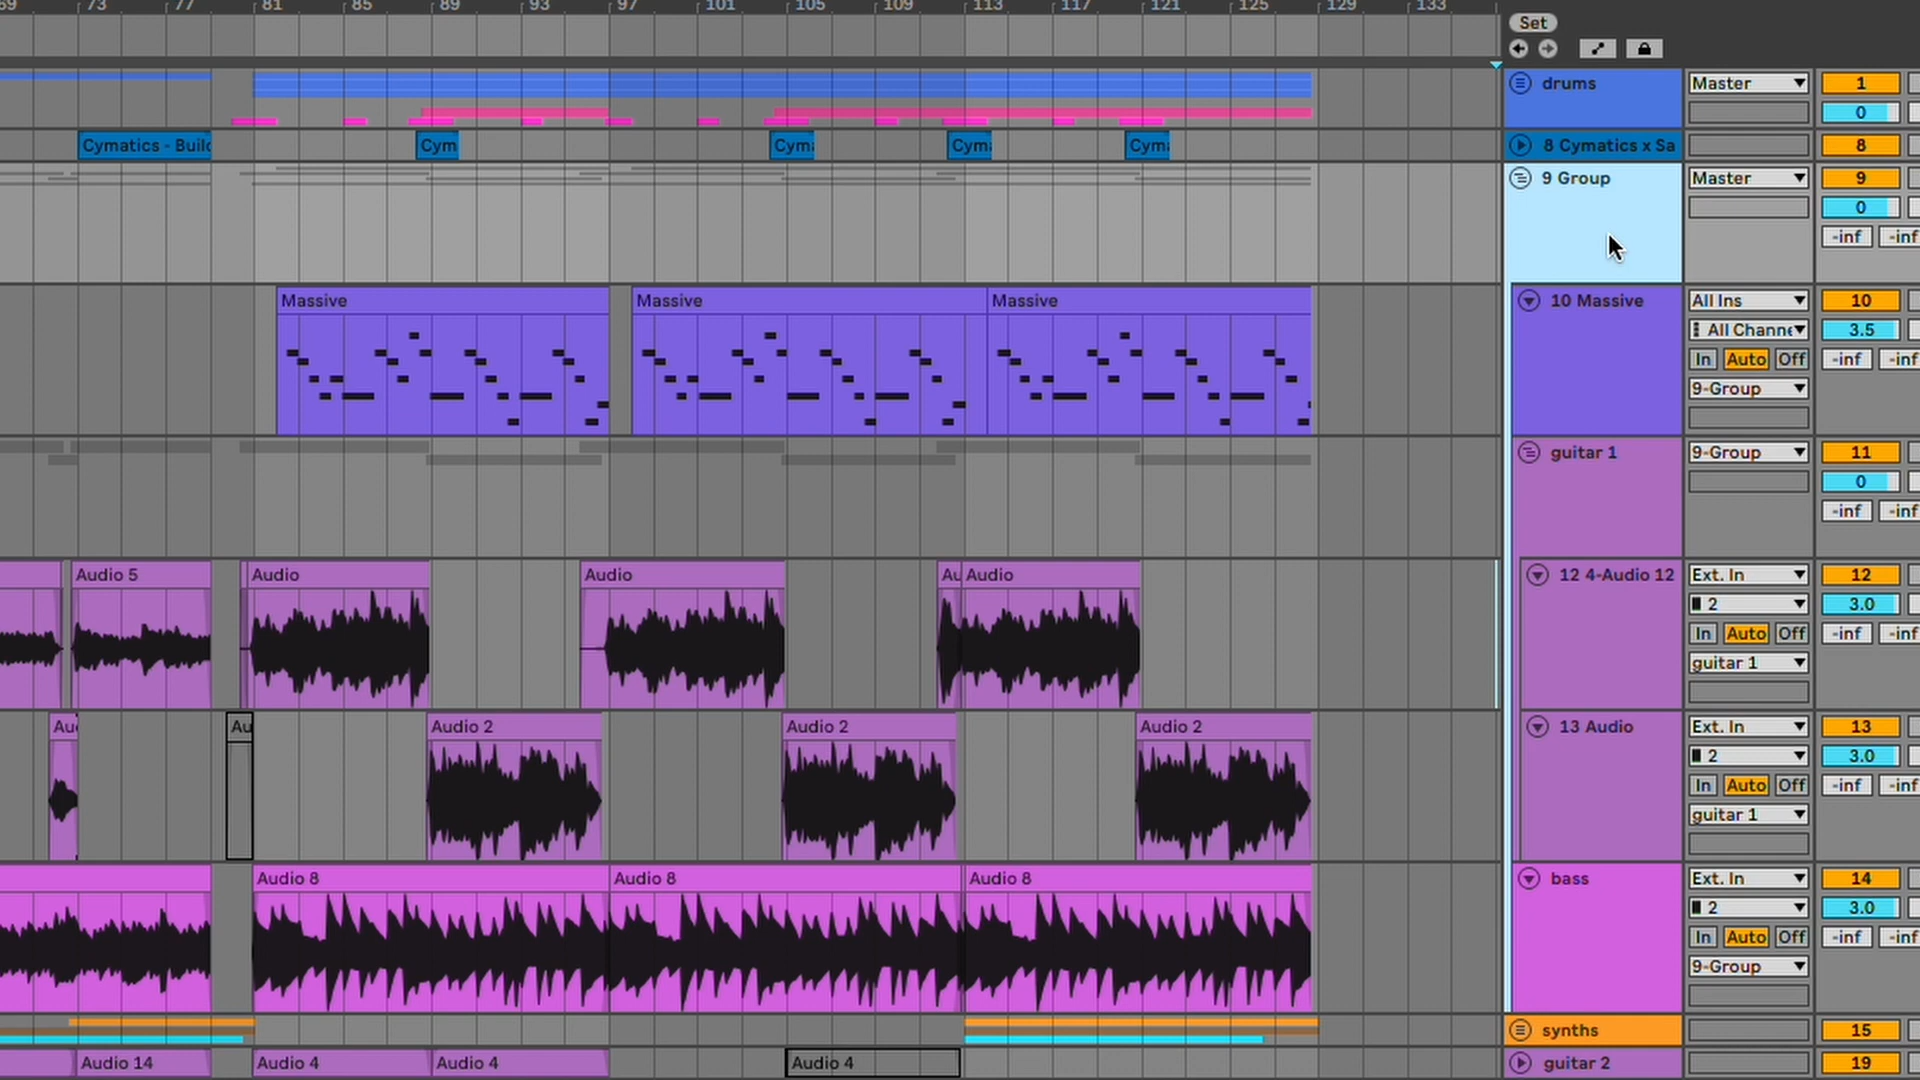 69 73 77 81 85 89 93 97 101 105 109 113 117 121 125 129 133
Set
drums Master 1
0
Cymatics - Build Cym Cym Cym Cym 8 Cymatics x Sa 8
9 Group Master 9
0
-inf -inf
Massive Massive Massive 10 Massive All Ins 10
All Channe 3.5
In Auto Off -inf -inf
9-Group
guitar 1 9-Group 11
0
-inf -inf
Audio 5 Audio Audio Au Audio 12 4-Audio 12 Ext. In 12
2 3.0
In Auto Off -inf -inf
guitar 1
Au Au Audio 2 Audio 2 Audio 2 13 Audio Ext. In 13
2 3.0
In Auto Off -inf -inf
guitar 1
Audio 8 Audio 8 Audio 8 bass Ext. In 14
2 3.0
In Auto Off -inf -inf
9-Group
synths 15
Audio 14 Audio 4 Audio 4 Audio 4 guitar 2 19